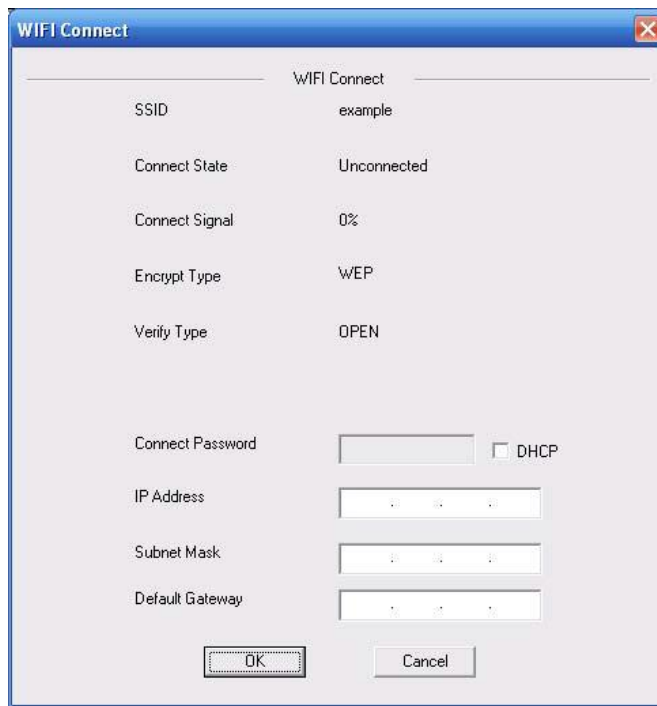 WIFI Connect
WIFI Connect
SSID example
Connect State Unconnected
Connect Signal 0%
Encrypt Type WEP
Verify Type OPEN
Connect Password DHCP
IP Address . . .
Subnet Mask . . .
Default Gateway . . .
OK Cancel